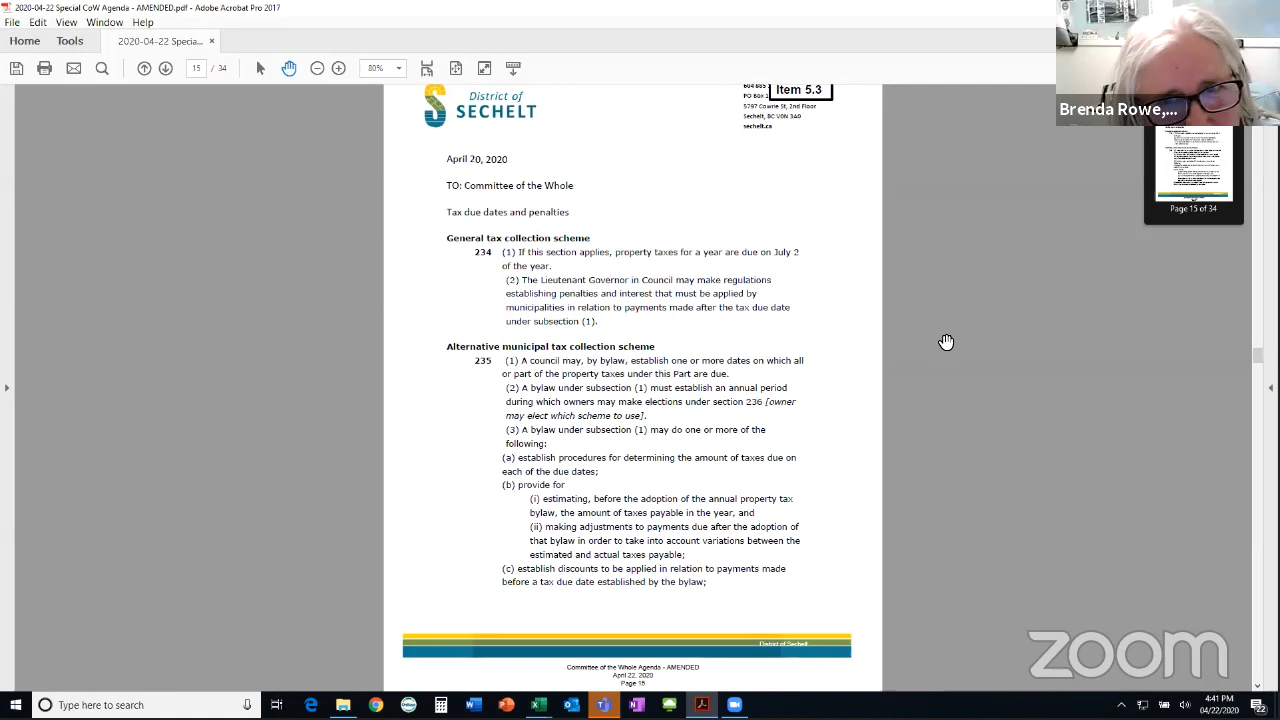 2020-04-22 Special CoW Agenda - AMENDED.pdf - Adobe Acrobat Pro 2017
File Edit View Window Help
Home Tools 2020-04-22 Specia... ×
15 / 34 80%
Brenda Rowe,...
Page 15 of 34
District of
SECHELT
Item 5.3
604 885
PO Box 1
5797 Cowrie St, 2nd Floor
Sechelt, BC V0N 3A0
sechelt.ca
April 20, 2020
TO: Committee of the Whole
Tax due dates and penalties
General tax collection scheme
234 (1) If this section applies, property taxes for a year are due on July 2
of the year.
(2) The Lieutenant Governor in Council may make regulations
establishing penalties and interest that must be applied by
municipalities in relation to payments made after the tax due date
under subsection (1).
Alternative municipal tax collection scheme
235 (1) A council may, by bylaw, establish one or more dates on which all
or part of the property taxes under this Part are due.
(2) A bylaw under subsection (1) must establish an annual period
during which owners may make elections under section 236 [owner
may elect which scheme to use].
(3) A bylaw under subsection (1) may do one or more of the
following:
(a) establish procedures for determining the amount of taxes due on
each of the due dates;
(b) provide for
(i) estimating, before the adoption of the annual property tax
bylaw, the amount of taxes payable in the year, and
(ii) making adjustments to payments due after the adoption of
that bylaw in order to take into account variations between the
estimated and actual taxes payable;
(c) establish discounts to be applied in relation to payments made
before a tax due date established by the bylaw;
District of Sechelt
Committee of the Whole Agenda - AMENDED
April 22, 2020
Page 15
zoom
Type here to search
4:41 PM
04/22/2020
22